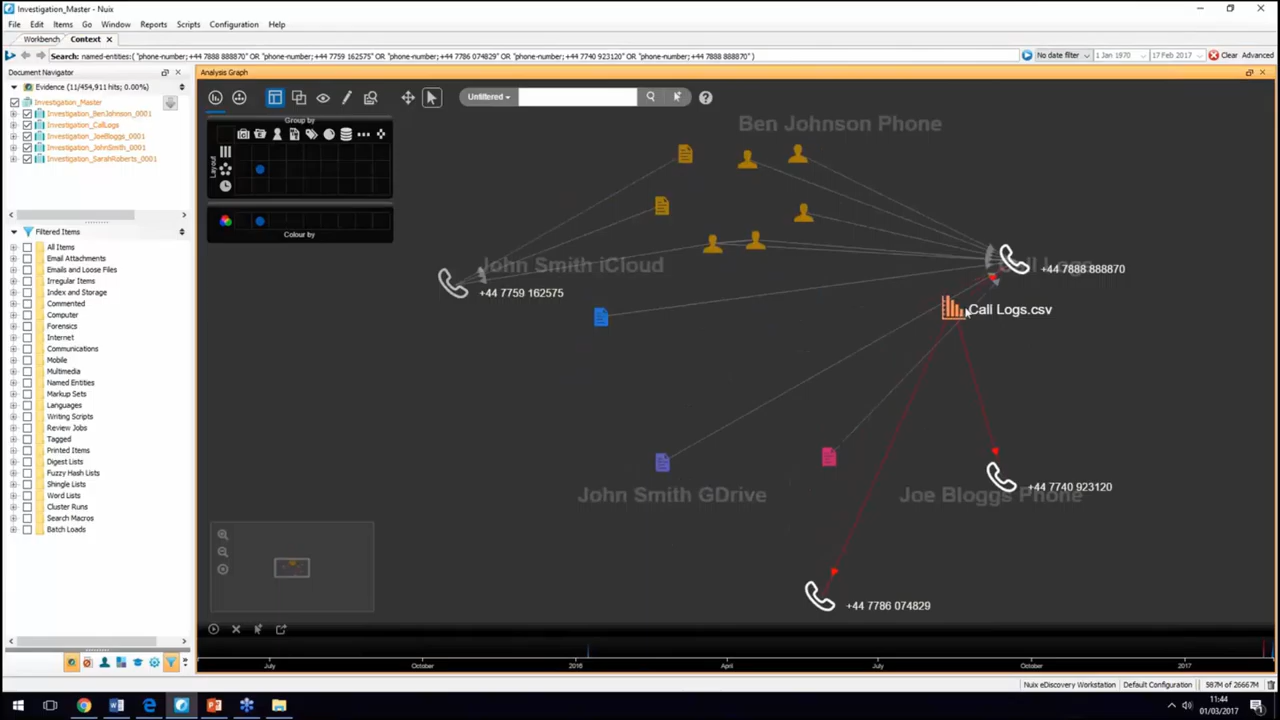 Investigation_Master - Nuix
File Edit Items Go Window Reports Scripts Configuration Help
Workbench Context
Search: named-entities:( "phone-number; +44 7888 888870" OR "phone-number; +44 7759 162575" OR "phone-number; +44 7786 074829" OR "phone-number; +44 7740 923120" OR "phone-number; +44 7888 888870" )
No date filter 1 Jan 1970 17 Feb 2017 Clear Advanced
Document Navigator
Analysis Graph
Evidence (11/454,911 hits; 0.00%)
Investigation_Master
Investigation_BenJohnson_0001
Investigation_CallLogs
Investigation_JoeBloggs_0001
Investigation_JohnSmith_0001
Investigation_SarahRoberts_0001
Filtered Items
All Items
Email Attachments
Emails and Loose Files
Irregular Items
Index and Storage
Commented
Computer
Forensics
Internet
Communications
Mobile
Multimedia
Named Entities
Markup Sets
Languages
Writing Scripts
Review Jobs
Tagged
Printed Items
Digest Lists
Fuzzy Hash Lists
Shingle Lists
Word Lists
Cluster Runs
Search Macros
Batch Loads
Unfiltered
Group by
Layout
Colour by
Ben Johnson Phone
John Smith iCloud
+44 7888 888870
+44 7759 162575
Call Logs.csv
John Smith GDrive
Joe Bloggs Phone
+44 7740 923120
+44 7786 074829
July October 2016 April July October 2017
Nuix eDiscovery Workstation Default Configuration 587M of 26667M
11:44
01/03/2017